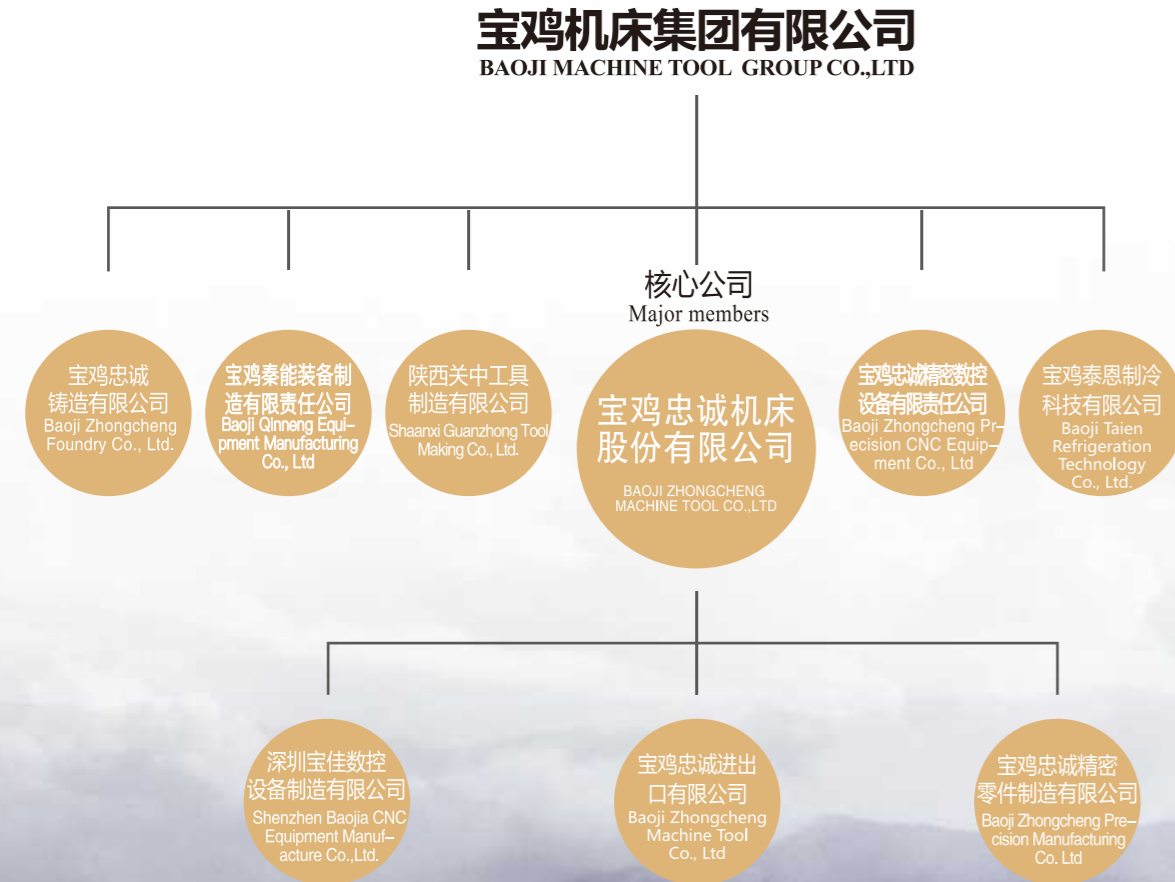 宝鸡机床集团有限公司
BAOJI MACHINE TOOL GROUP CO.,LTD
核心公司
Major members
宝鸡忠诚
铸造有限公司
Baoji Zhongcheng
Foundry Co., Ltd.
宝鸡秦能装备制
造有限责任公司
Baoji Qinneng Equi–
pment Manufacturing
Co., Ltd
陕西关中工具
制造有限公司
Shaanxi Guanzhong Tool
Making Co., Ltd.
宝鸡忠诚机床
股份有限公司
BAOJI ZHONGCHENG
MACHINE TOOL CO.,LTD
宝鸡忠诚精密数控
设备有限责任公司
Baoji Zhongcheng Pr–
ecision CNC Equip–
ment Co., Ltd
宝鸡泰恩制冷
科技有限公司
Baoji Taien
Refrigeration
Technology
Co., Ltd.
深圳宝佳数控
设备制造有限公司
Shenzhen Baojia CNC
Equipment Manuf–
acture Co.,Ltd.
宝鸡忠诚进出
口有限公司
Baoji Zhongcheng
Machine Tool
Co., Ltd
宝鸡忠诚精密
零件制造有限公司
Baoji Zhongcheng Pre–
cision Manufacturing
Co. Ltd